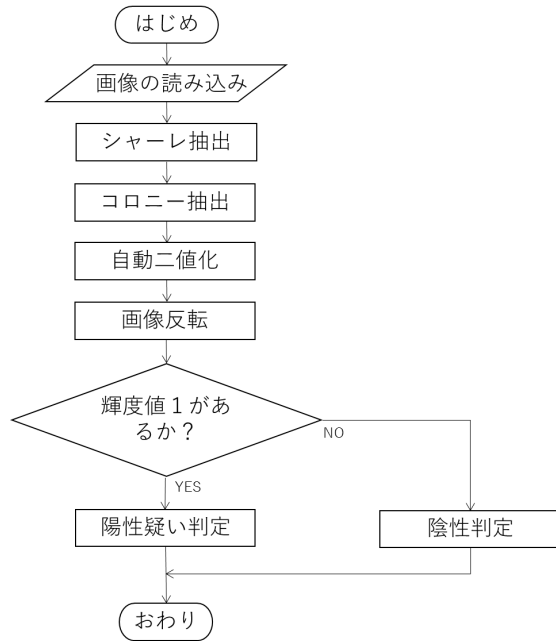 はじめ
画像の読み込み
シャーレ抽出
コロニー抽出
自動二値化
画像反転
輝度値１があ
るか？
NO
YES
陽性疑い判定
陰性判定
おわり